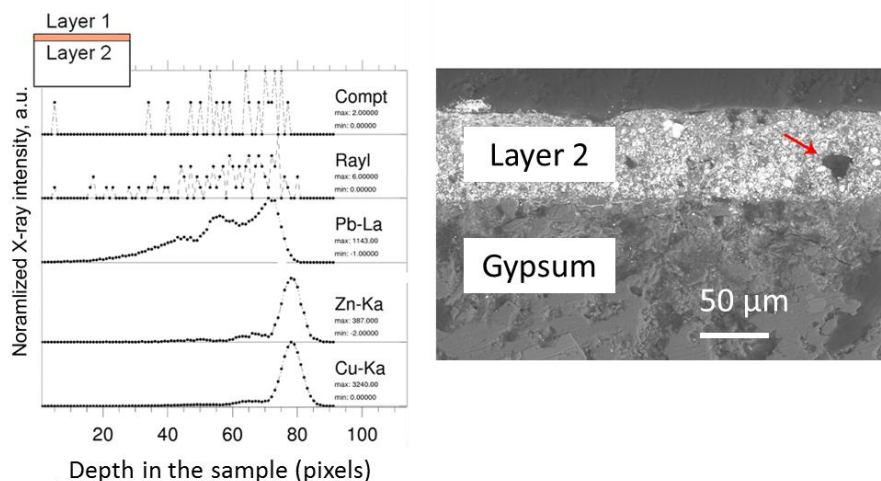 Layer 1
Layer 2
Noramlized X-ray intensity, a.u.
Compt
max: 2.00000
min: 0.00000
Rayl
max: 6.00000
min: 0.00000
Pb-La
max: 1143.00
min: -1.00000
Zn-Ka
max: 387.000
min: -2.00000
Cu-Ka
max: 3240.00
min: 0.00000
20 40 60 80 100
Depth in the sample (pixels)
Layer 2
Gypsum
50 µm